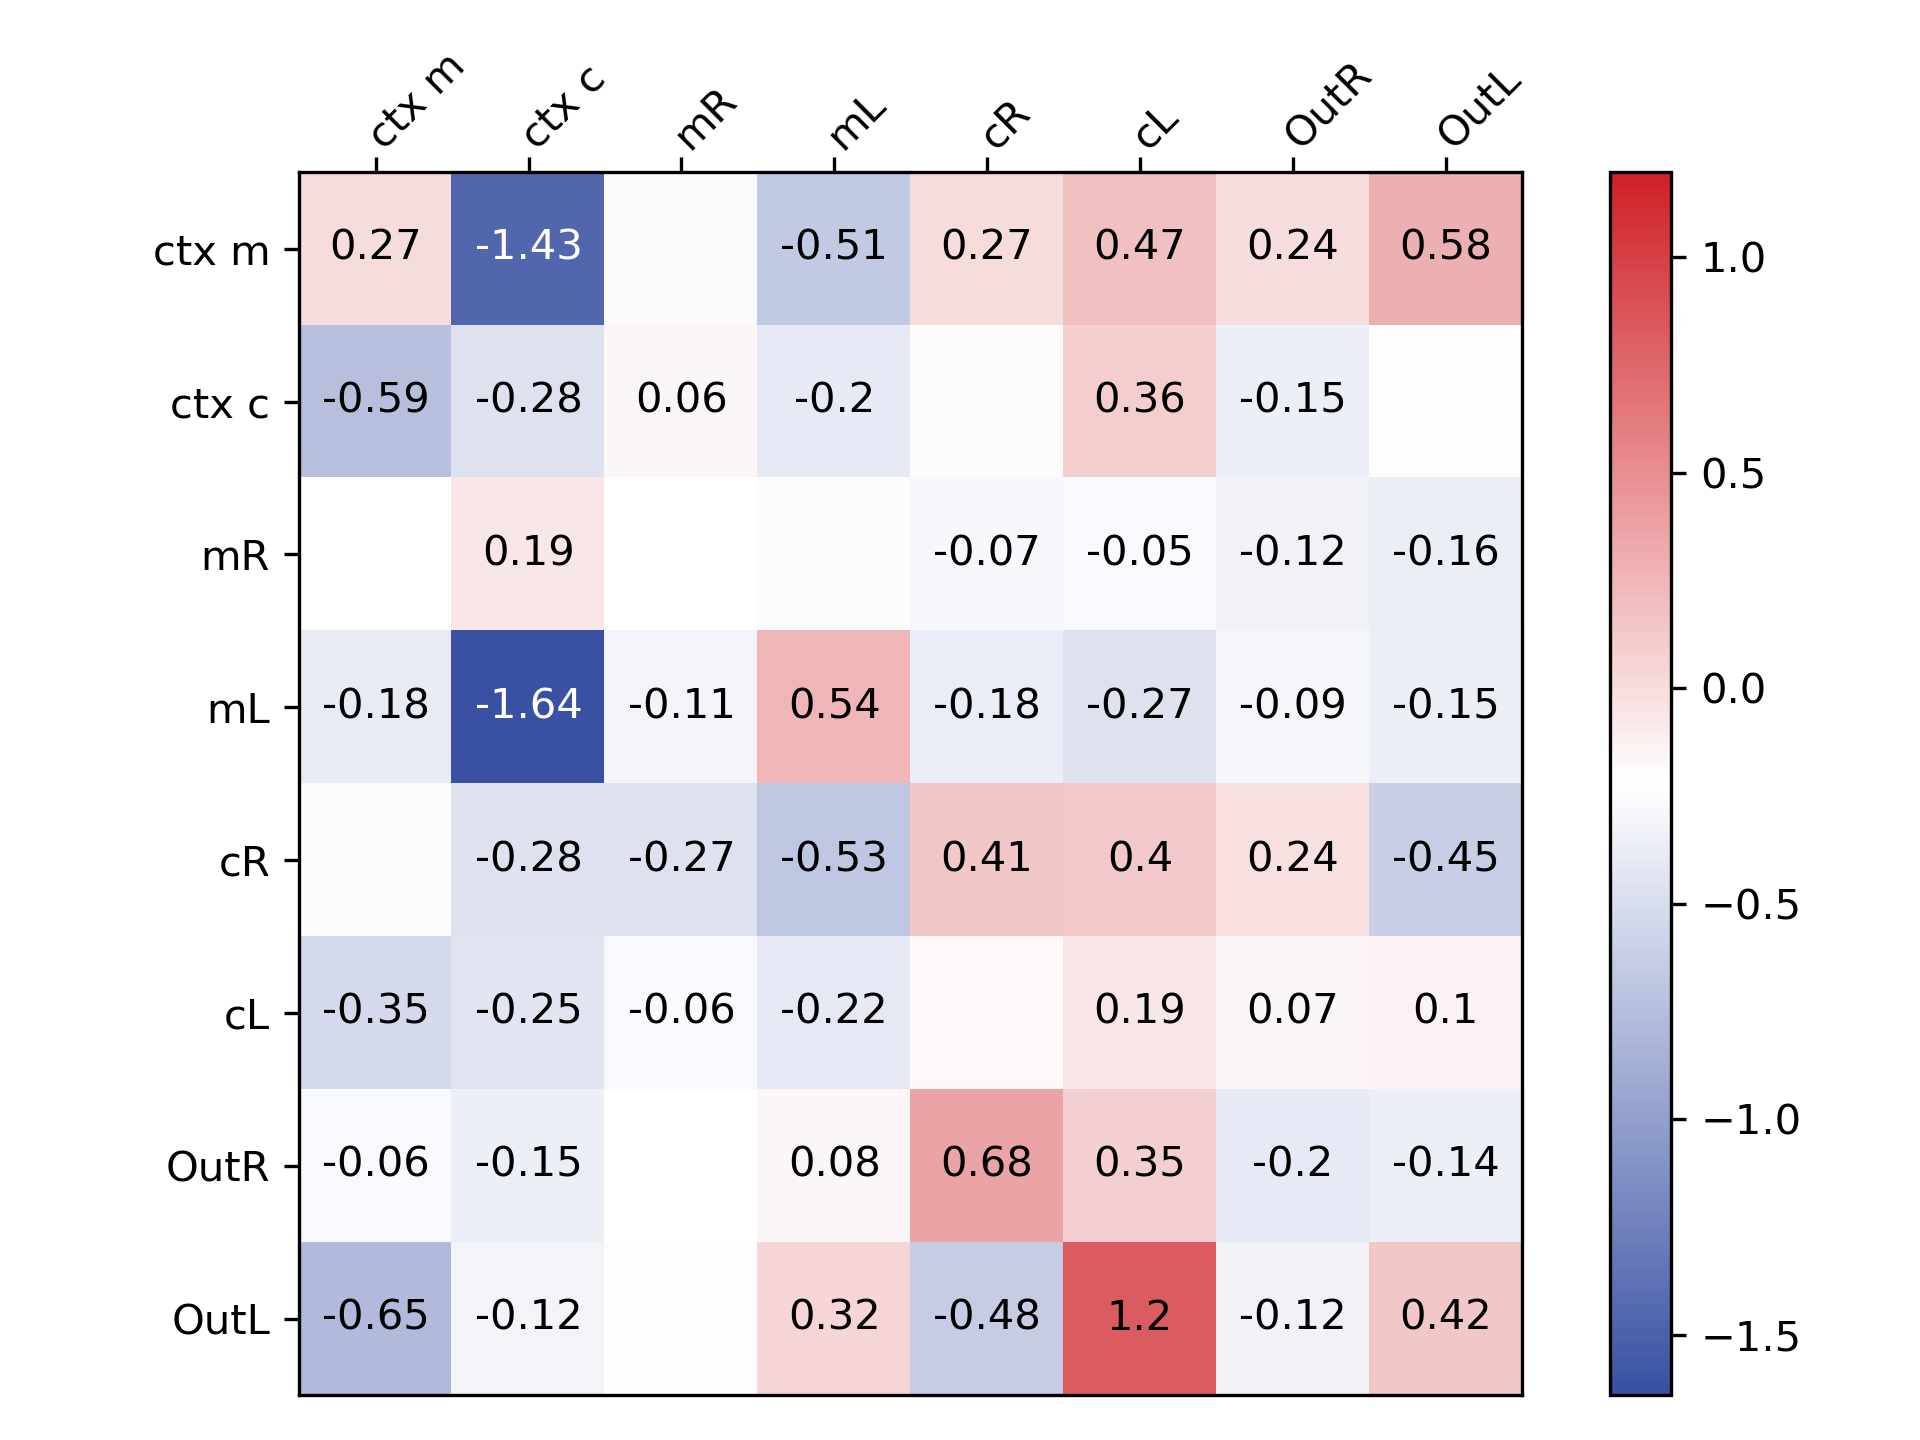 ctx m ctx c mR mL cR cL OutR OutL
ctx m 0.27 -1.43 -0.51 0.27 0.47 0.24 0.58
ctx c -0.59 -0.28 0.06 -0.2 0.36 -0.15
mR 0.19 -0.07 -0.05 -0.12 -0.16
mL -0.18 -1.64 -0.11 0.54 -0.18 -0.27 -0.09 -0.15
cR -0.28 -0.27 -0.53 0.41 0.4 0.24 -0.45
cL -0.35 -0.25 -0.06 -0.22 0.19 0.07 0.1
OutR -0.06 -0.15 0.08 0.68 0.35 -0.2 -0.14
OutL -0.65 -0.12 0.32 -0.48 1.2 -0.12 0.42
1.0
0.5
0.0
−0.5
−1.0
−1.5